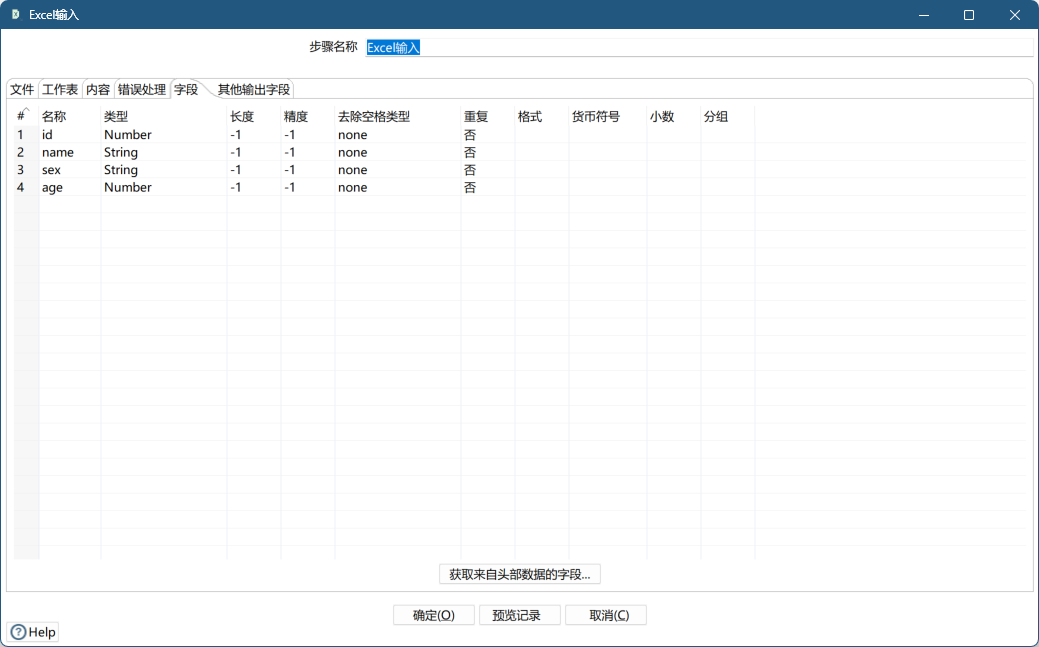 Excel输入
步骤名称 Excel输入
文件 工作表 内容 错误处理 字段 其他输出字段
# 名称 类型 长度 精度 去除空格类型 重复 格式 货币符号 小数 分组
1 id Number -1 -1 none 否
2 name String -1 -1 none 否
3 sex String -1 -1 none 否
4 age Number -1 -1 none 否
获取来自头部数据的字段...
确定(O) 预览记录 取消(C)
Help